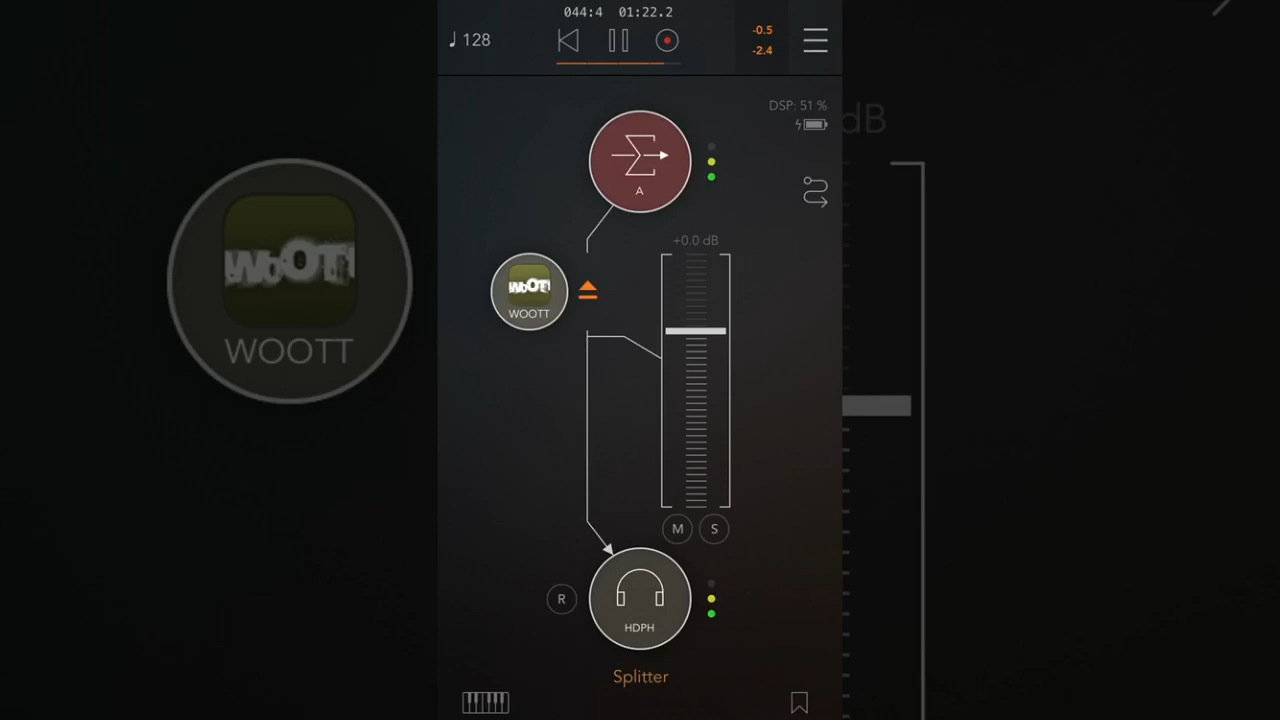 044:4 01:22.2
128
-0.5
-2.4
DSP: 51 %
dB
A
+0.0 dB
WOOTT
WOOTT
WOOTT
WOOTT
M S
R
HDPH
Splitter